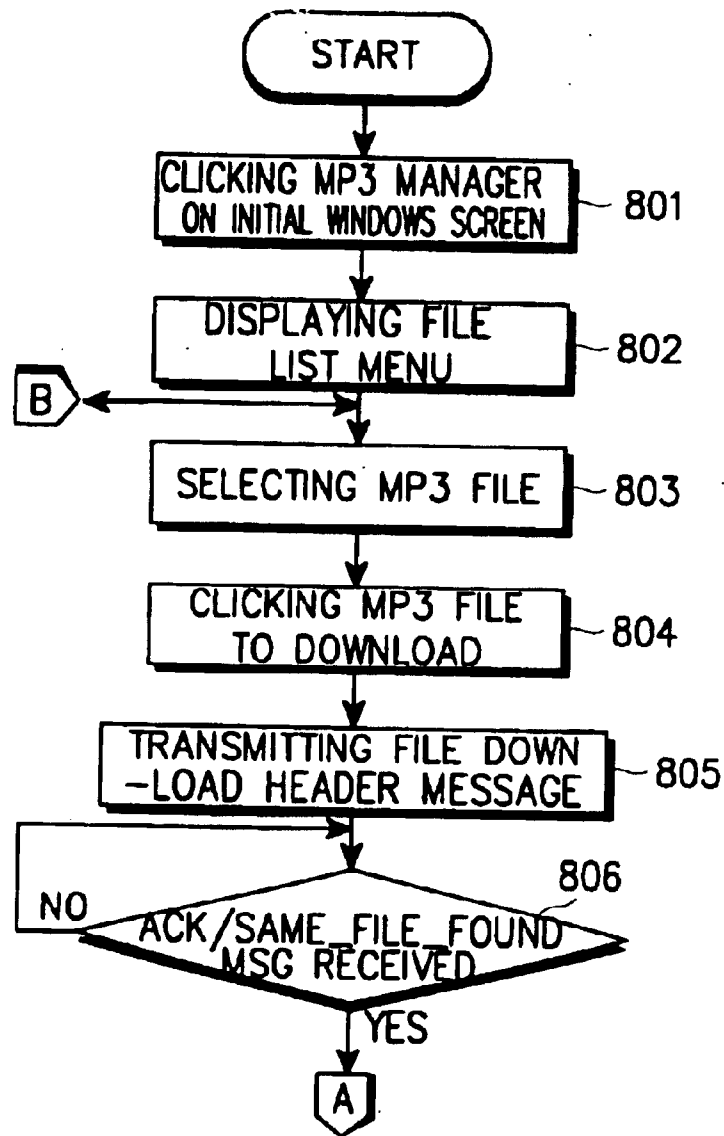 START
CLICKING MP3 MANAGER
ON INITIAL WINDOWS SCREEN
801
DISPLAYING FILE
LIST MENU
802
B
SELECTING MP3 FILE
803
CLICKING MP3 FILE
TO DOWNLOAD
804
TRANSMITTING FILE DOWN
-LOAD HEADER MESSAGE
805
806
NO
ACK/SAME_FILE_FOUND
MSG RECEIVED
YES
A